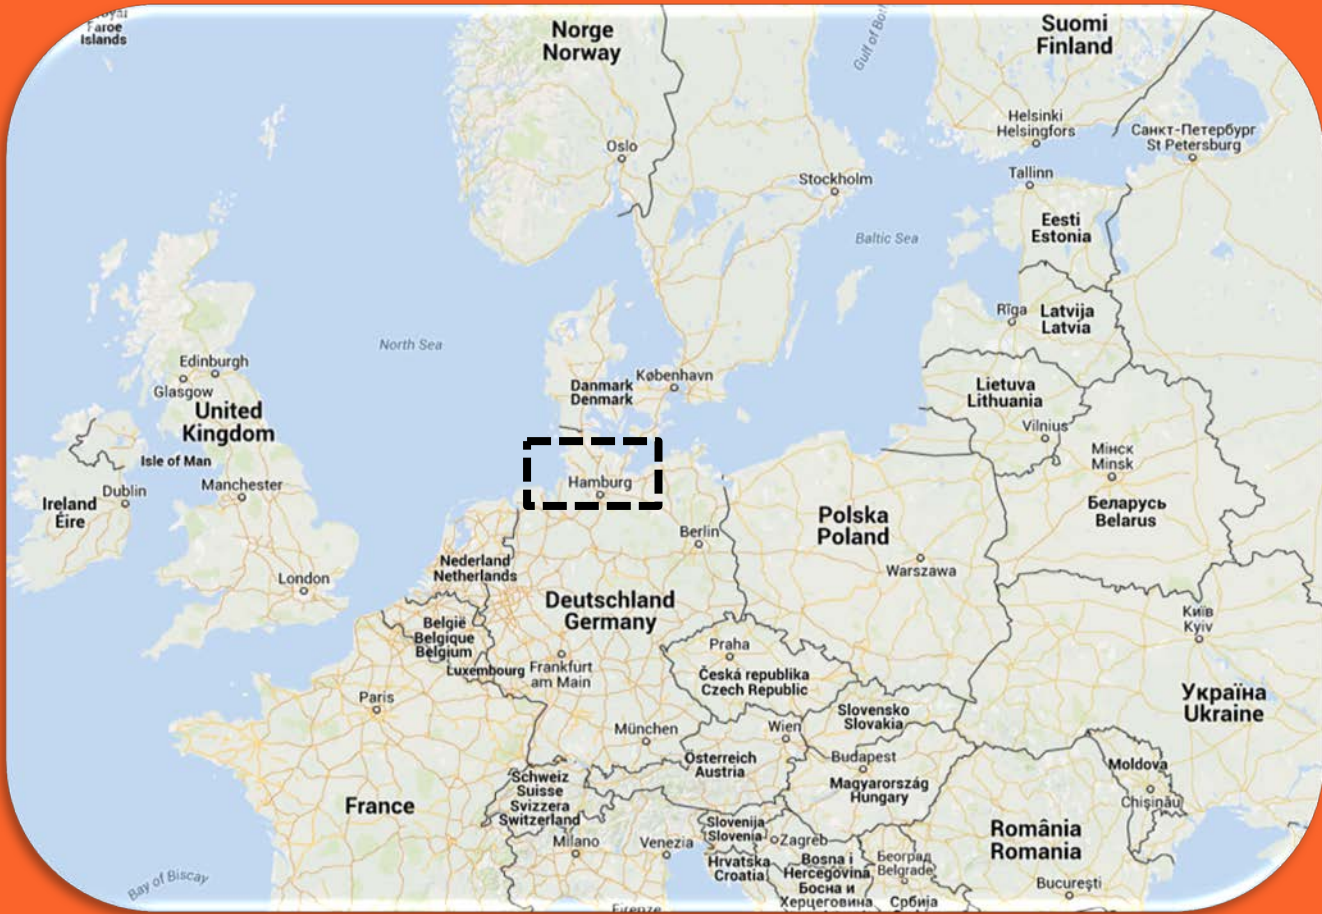 Faroe
Islands
Norge
Norway
Gulf of Both
Suomi
Finland
Helsinki
Helsingfors
Санкт-Петербург
St Petersburg
Oslo
Stockholm
Tallinn
Eesti
Estonia
Baltic Sea
Rīga
Latvija
Latvia
North Sea
Edinburgh
Glasgow
United
Kingdom
Danmark
Denmark
København
Lietuva
Lithuania
Vilnius
Мінск
Minsk
Беларусь
Belarus
Isle of Man
Dublin
Manchester
Ireland
Éire
Hamburg
Berlin
Polska
Poland
Warszawa
London
Nederland
Netherlands
Deutschland
Germany
België
Belgique
Belgium
Luxembourg
Frankfurt
am Main
Praha
Česká republika
Czech Republic
Київ
Kyiv
Україна
Ukraine
Paris
München
Wien
Slovensko
Slovakia
Österreich
Austria
Budapest
Magyarország
Hungary
Moldova
Chișinău
France
Schweiz
Suisse
Svizzera
Switzerland
Milano
Venezia
Slovenija
Slovenia
Zagreb
Hrvatska
Croatia
Bosna i
Hercegovina
Босна и
Херцеговина
Београд
Belgrade
Србија
România
Romania
București
Bay of Biscay
Firenze